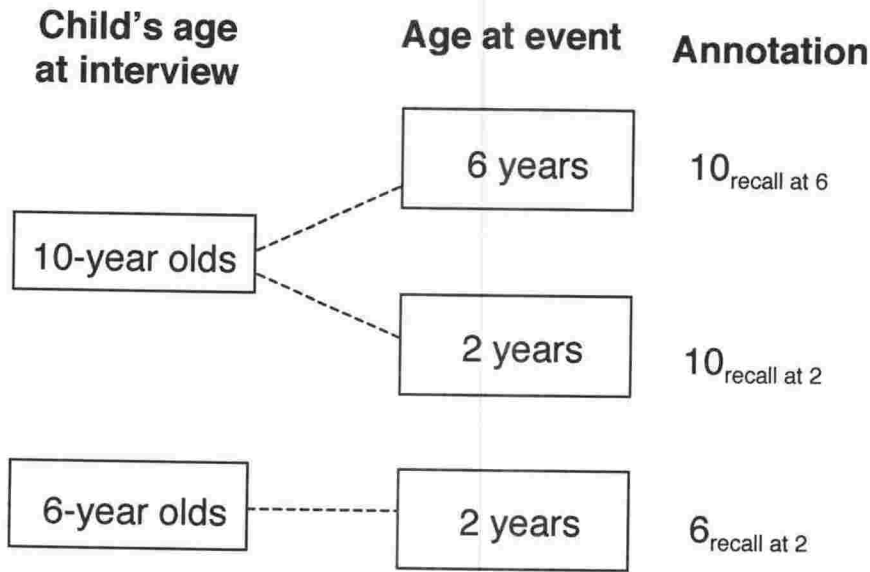 Child's age
at interview
Age at event
Annotation
6 years
10recall at 6
10-year olds
2 years
10recall at 2
6-year olds
2 years
6recall at 2